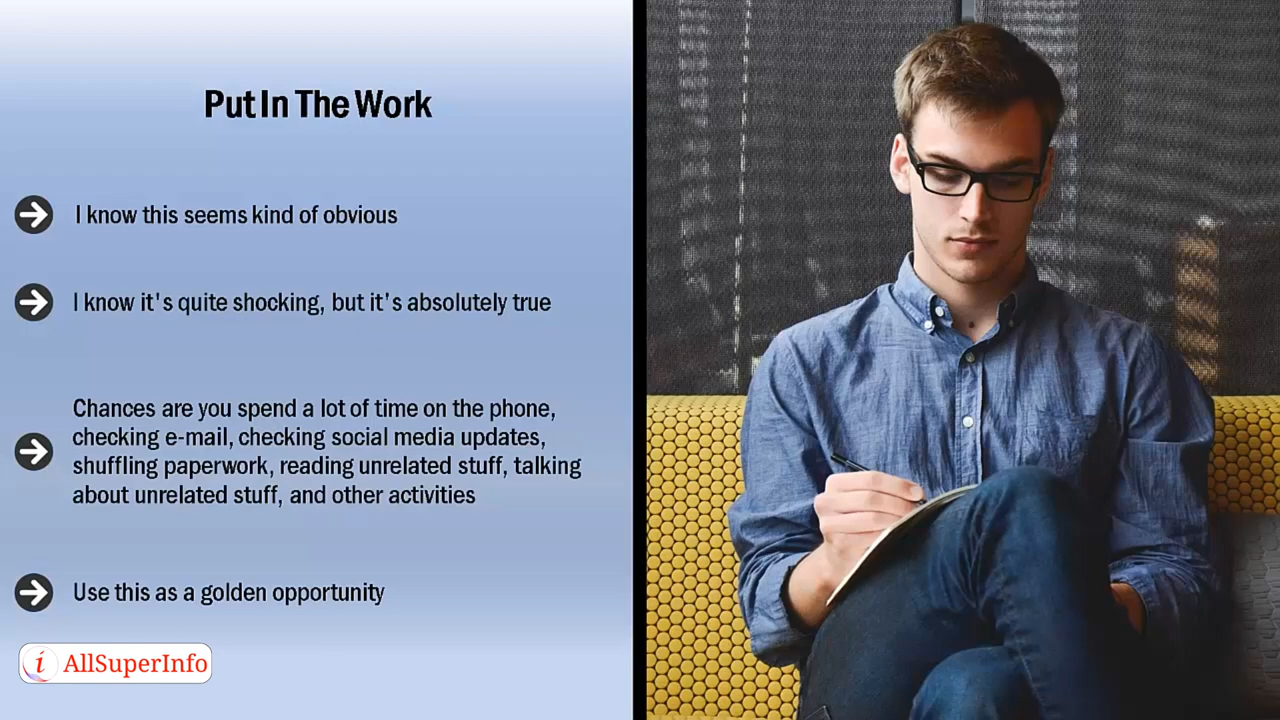 Put In The Work
I know this seems kind of obvious
I know it's quite shocking, but it's absolutely true
Chances are you spend a lot of time on the phone,
checking e-mail, checking social media updates,
shuffling paperwork, reading unrelated stuff, talking
about unrelated stuff, and other activities
Use this as a golden opportunity
i AllSuperInfo